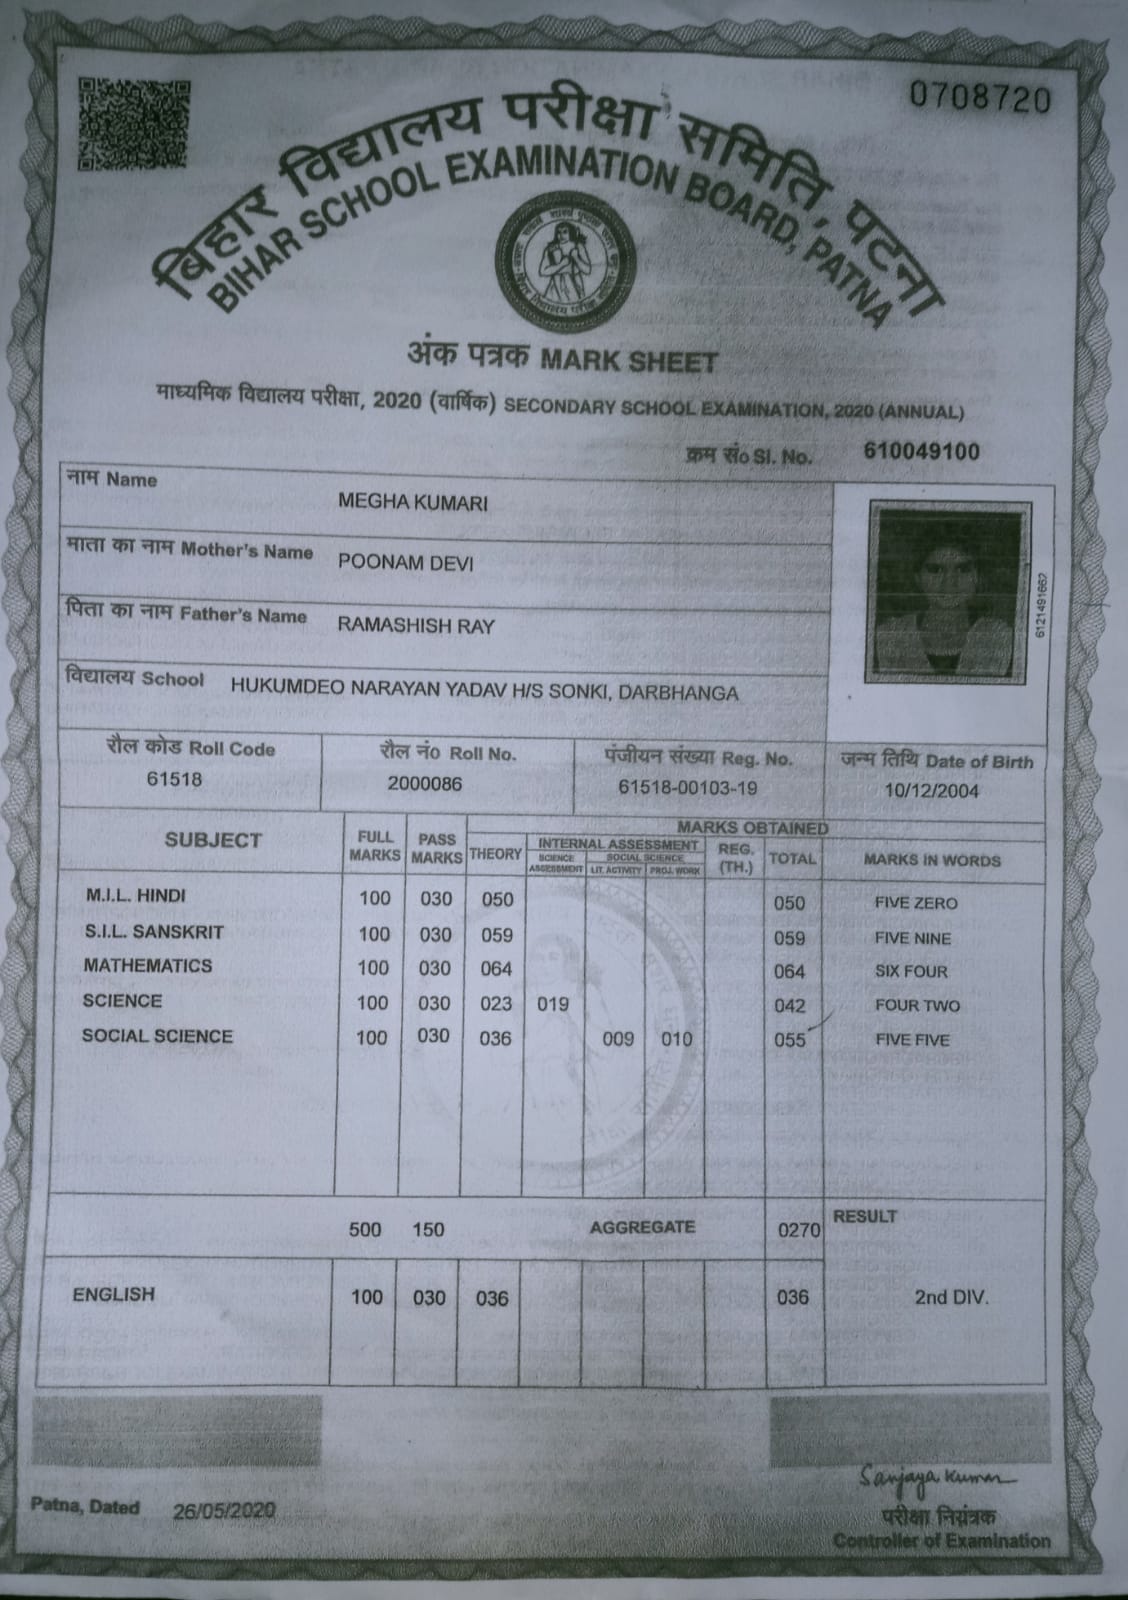 0708720
बिहार विद्यालय परीक्षा समिति, पटना
BIHAR SCHOOL EXAMINATION BOARD, PATNA
अंक पत्रक MARK SHEET
माध्यमिक विद्यालय परीक्षा, 2020 (वार्षिक) SECONDARY SCHOOL EXAMINATION, 2020 (ANNUAL)
क्रम सं० Sl. No. 610049100
नाम Name MEGHA KUMARI
माता का नाम Mother's Name POONAM DEVI
पिता का नाम Father's Name RAMASHISH RAY
6121491662
विद्यालय School HUKUMDEO NARAYAN YADAV H/S SONKI, DARBHANGA
रौल कोड Roll Code रौल नं० Roll No. पंजीयन संख्या Reg. No. जन्म तिथि Date of Birth
61518 2000086 61518-00103-19 10/12/2004
SUBJECT FULL MARKS PASS MARKS MARKS OBTAINED
THEORY INTERNAL ASSESSMENT REG. (TH.) TOTAL MARKS IN WORDS
SCIENCE ASSESSMENT SOCIAL SCIENCE
LIT. ACTIVITY PROJ. WORK
M.I.L. HINDI 100 030 050 050 FIVE ZERO
S.I.L. SANSKRIT 100 030 059 059 FIVE NINE
MATHEMATICS 100 030 064 064 SIX FOUR
SCIENCE 100 030 023 019 042 FOUR TWO
SOCIAL SCIENCE 100 030 036 009 010 055 FIVE FIVE
500 150 AGGREGATE 0270 RESULT
ENGLISH 100 030 036 036 2nd DIV.
Sanjaya Kumar
Patna, Dated 26/05/2020
परीक्षा नियंत्रक
Controller of Examination